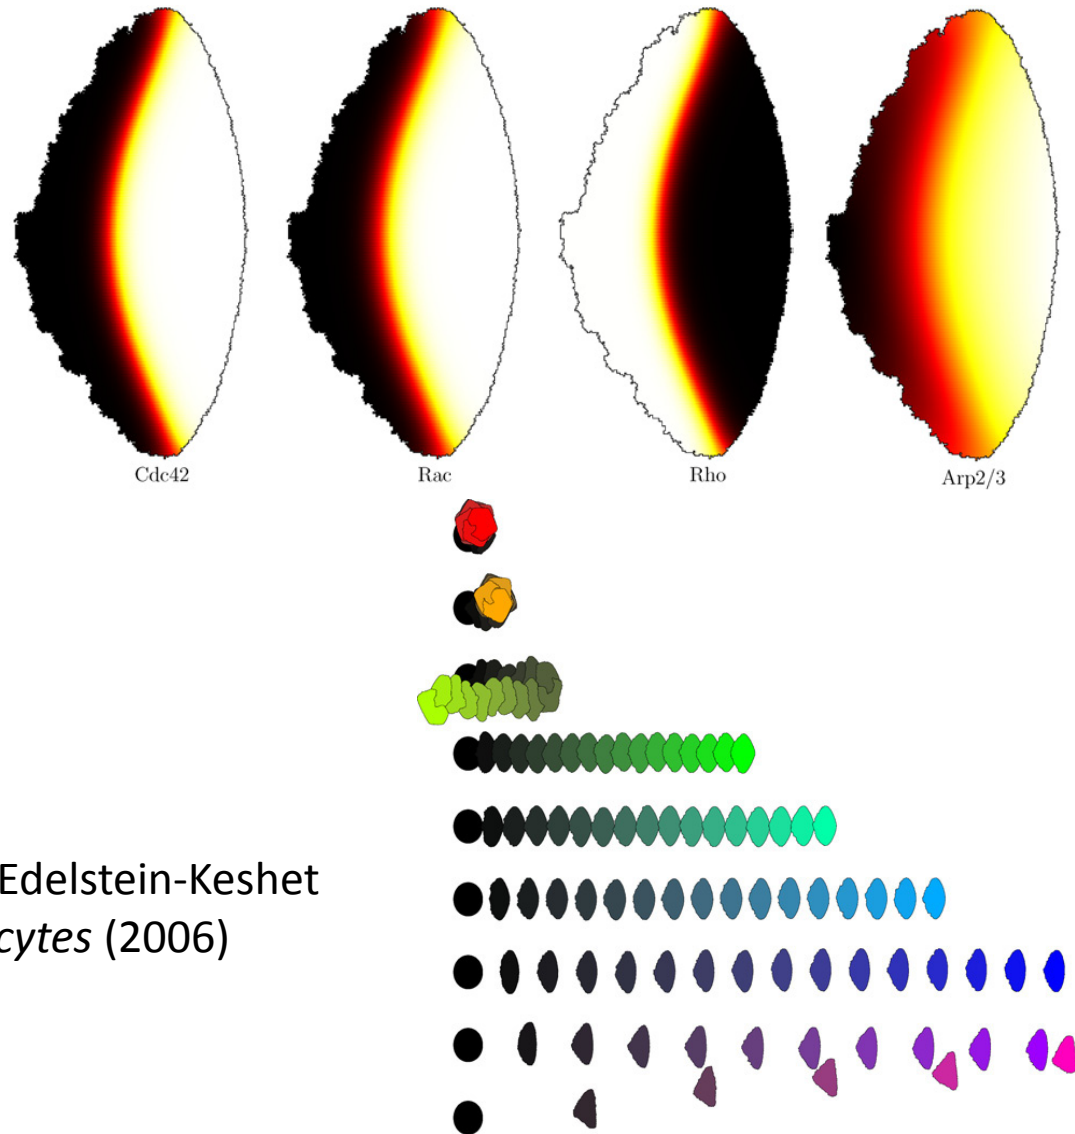 Cdc42 Rac Rho Arp2/3
Edelstein-Keshet
cytes (2006)